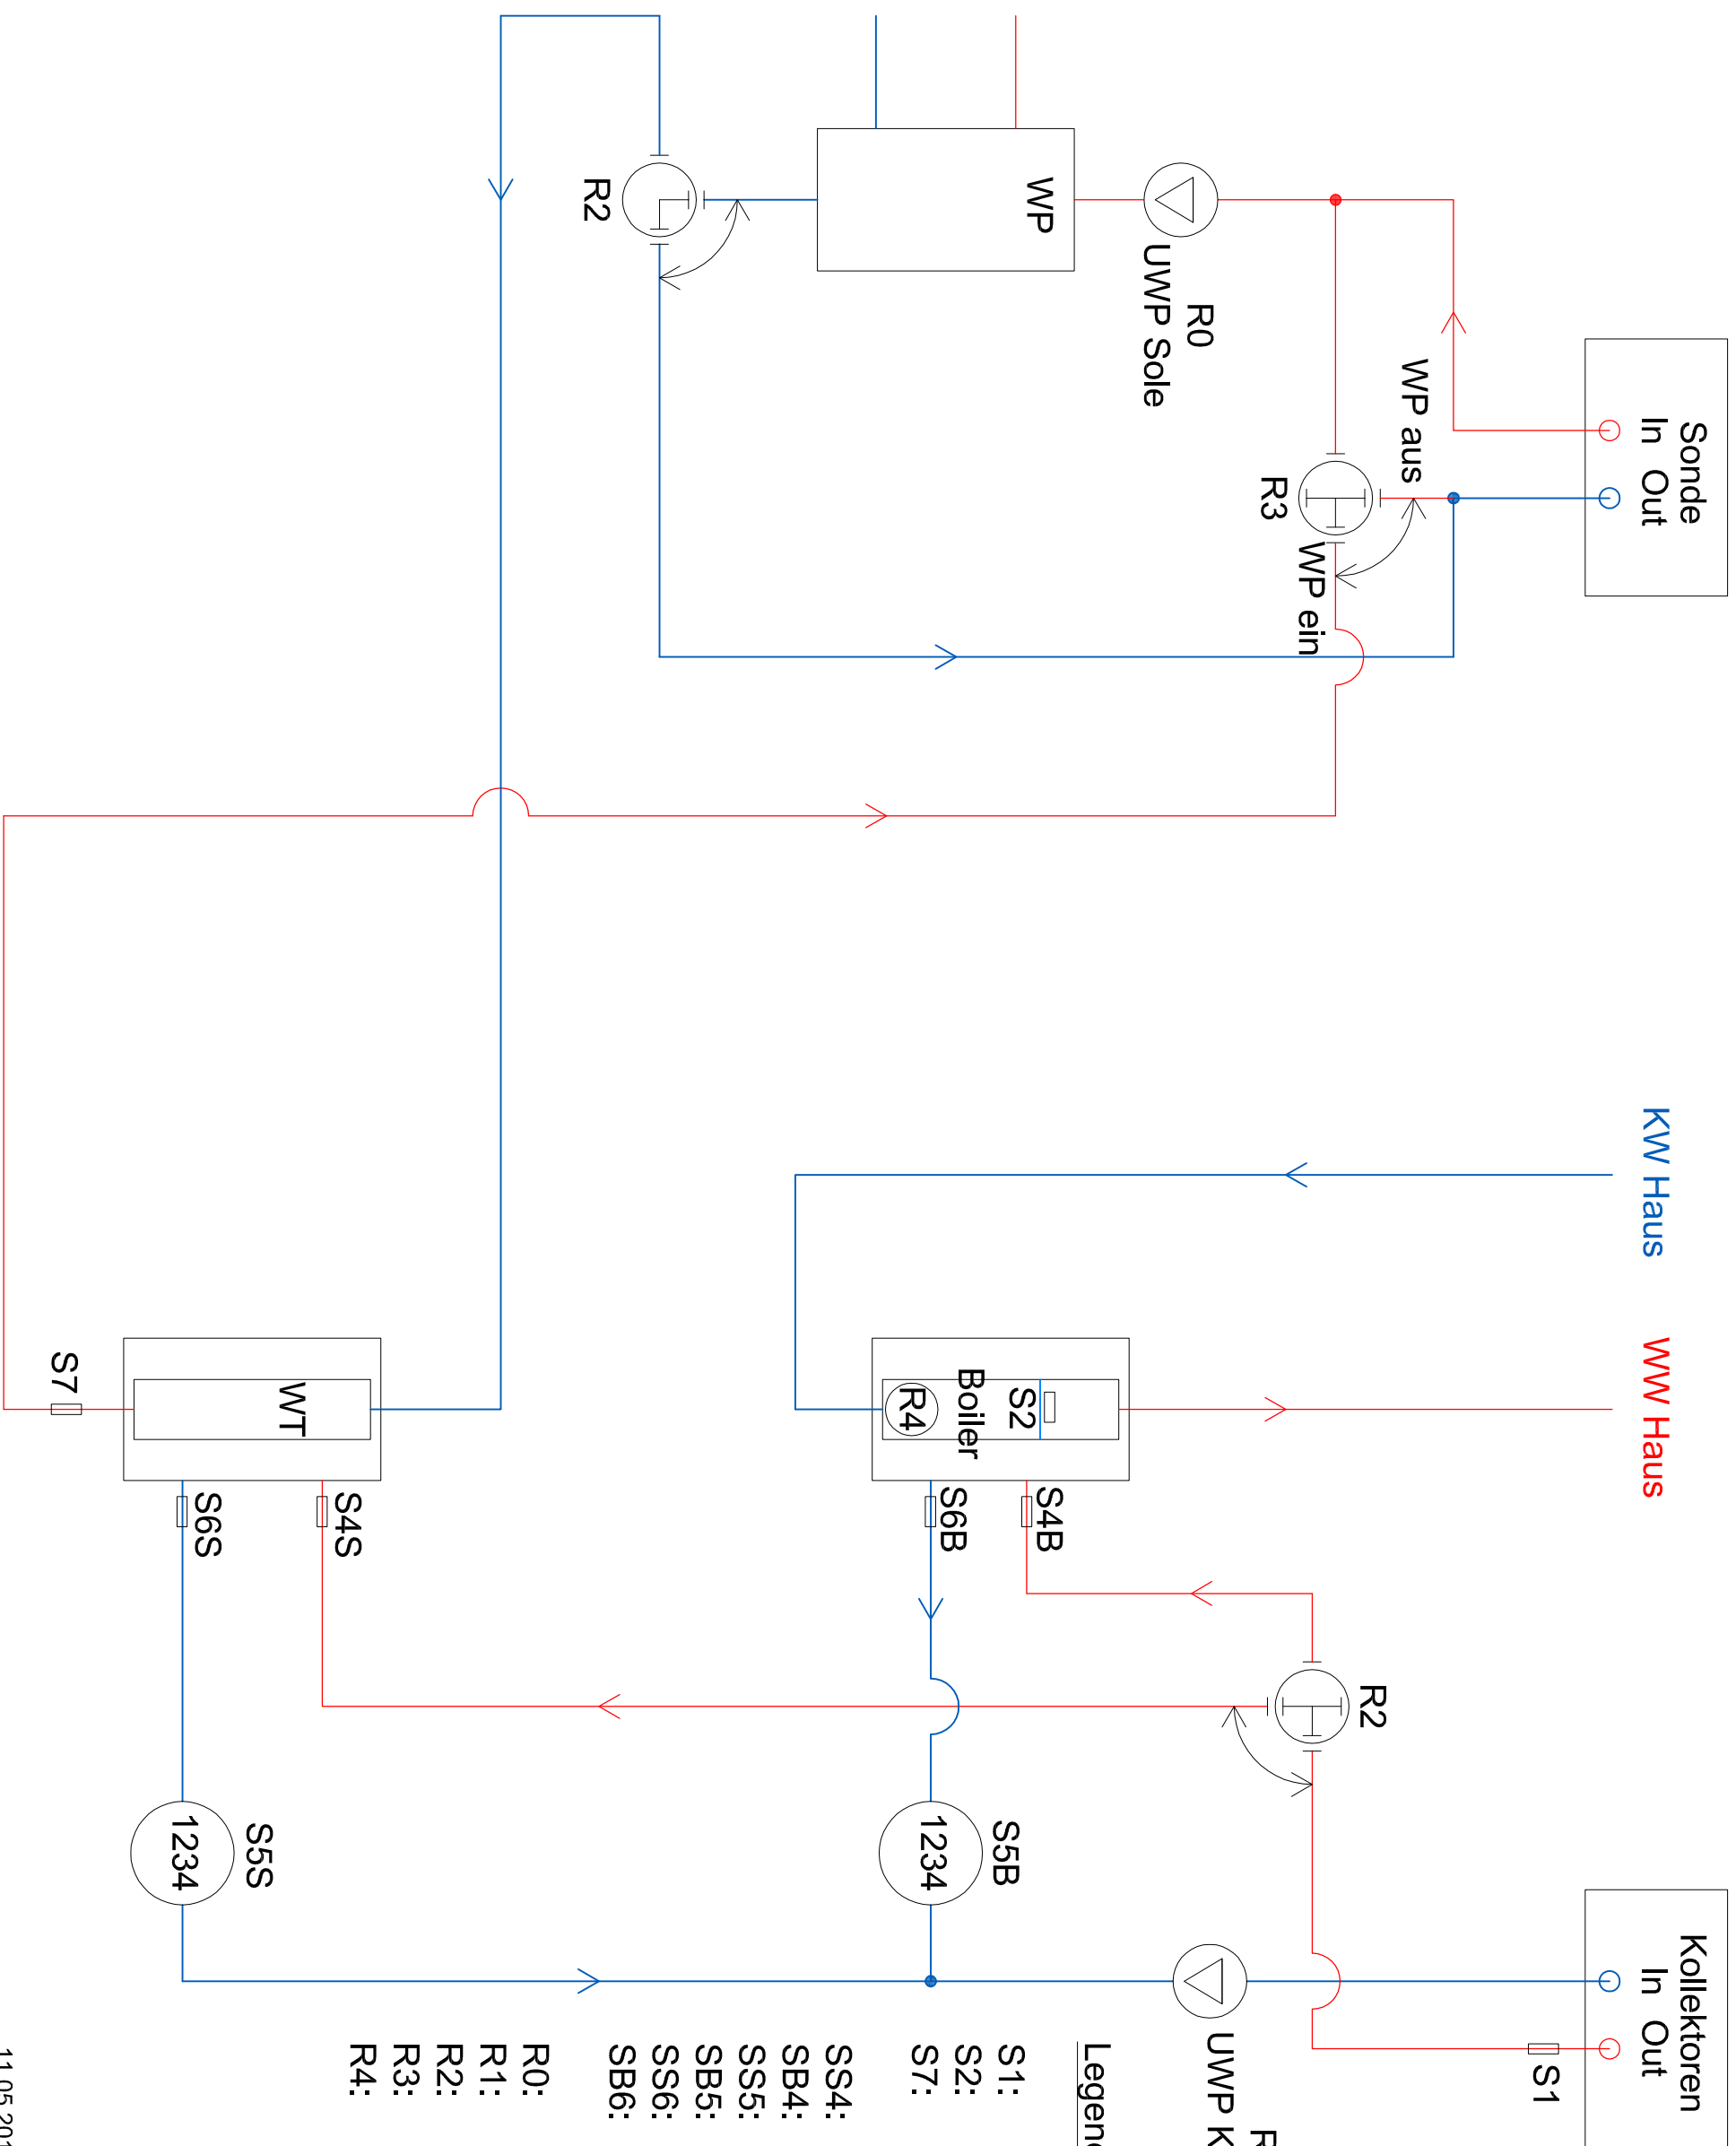 Sonde
In Out
WP aus
R3
WP ein
R0
UWP Sole
WP
R2
KW Haus
WW Haus
S2
Boiler
R4
S4B
S6B
WT
S7
S4S
S6S
R2
S5B
1234
S5S
1234
Kollektoren
In Out
S1
UWP
S1:
S2:
S7:
SS4:
SB4:
SS5:
SB5:
SS6:
SB6:
R0:
R1:
R2:
R3:
R4: